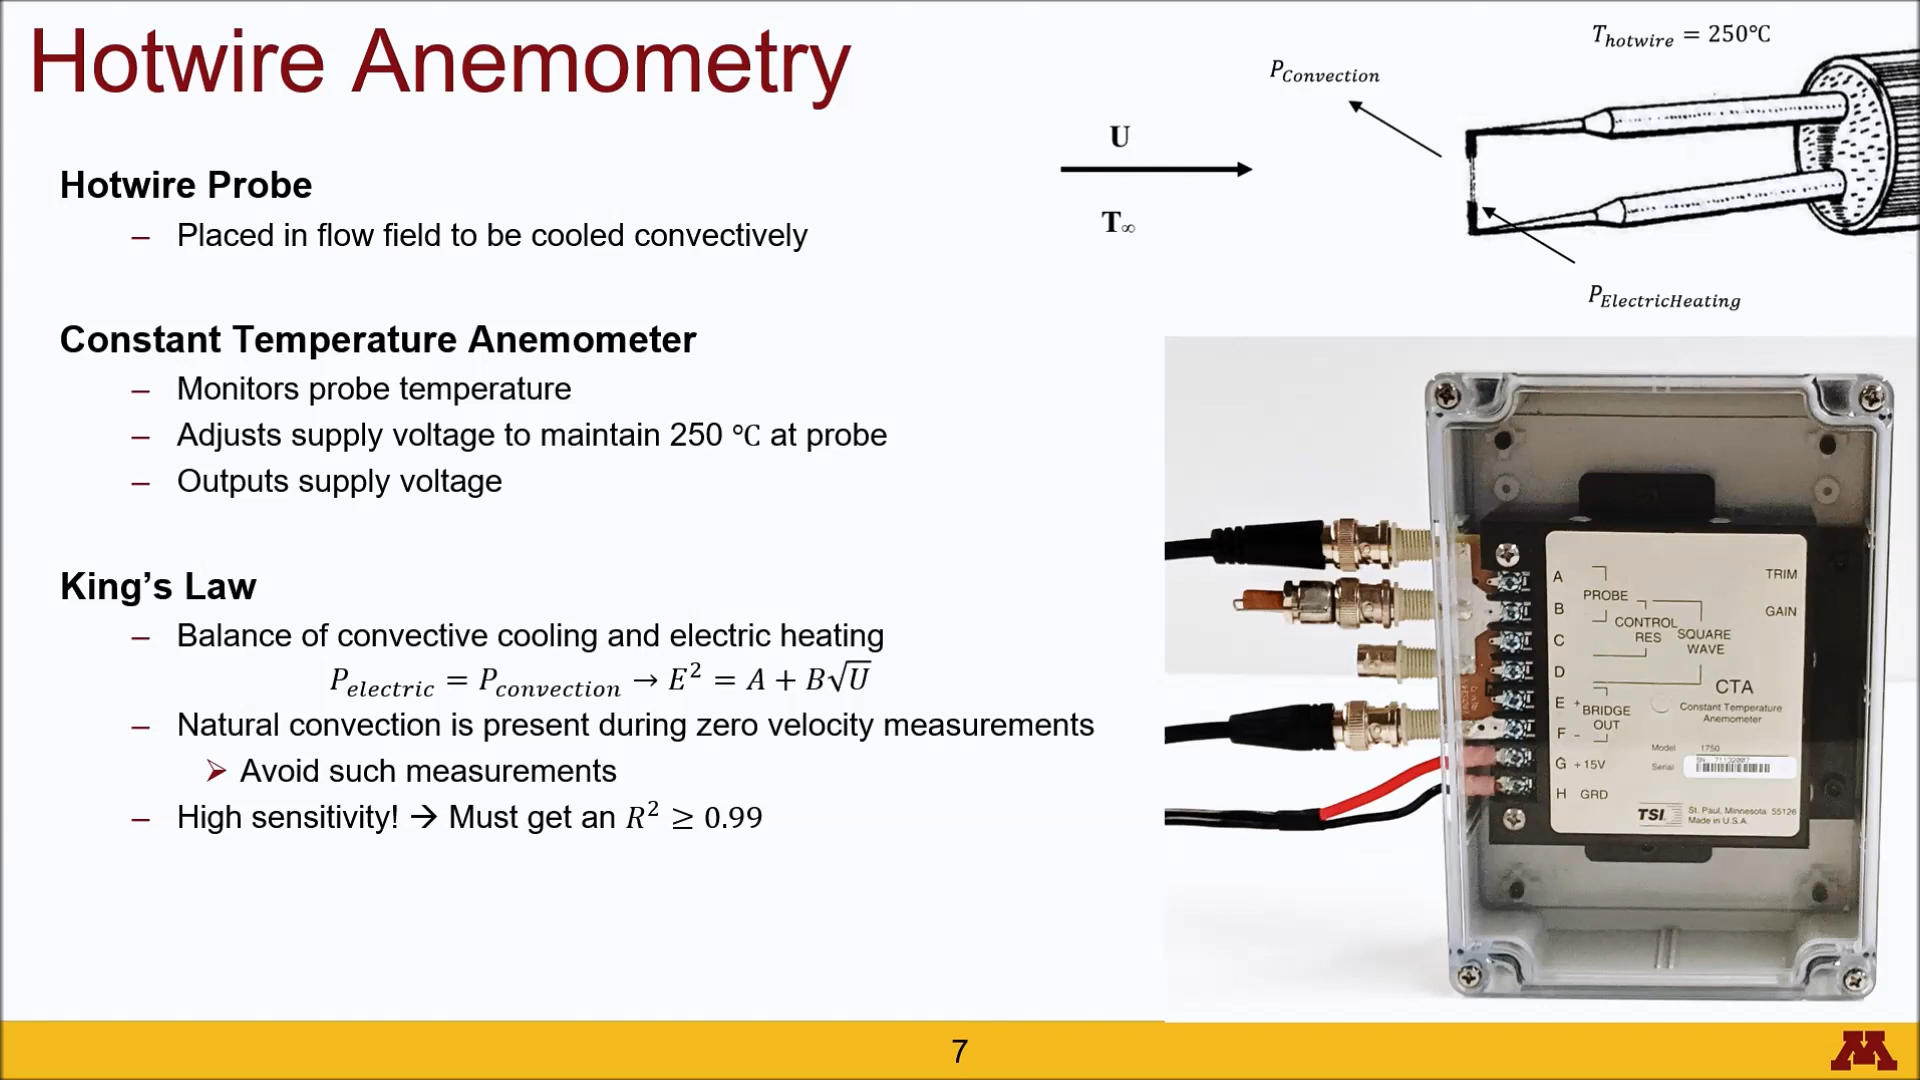 Hotwire Anemometry
Hotwire Probe
– Placed in flow field to be cooled convectively
Constant Temperature Anemometer
– Monitors probe temperature
– Adjusts supply voltage to maintain 250 ℃ at probe
– Outputs supply voltage
King’s Law
– Balance of convective cooling and electric heating
P_electric = P_convection → E² = A + B√U
– Natural convection is present during zero velocity measurements
➢ Avoid such measurements
– High sensitivity! → Must get an R² ≥ 0.99
T_hotwire = 250℃
P_Convection
U
T∞
P_ElectricHeating
A
PROBE
B
C
CONTROL
RES
SQUARE
WAVE
TRIM
GAIN
D
E +
BRIDGE
OUT
F -
CTA
Constant Temperature
Anemometer
Model 1750
Serial
G +15V
H GRD
TSI
St. Paul, Minnesota 55126
Made in U.S.A.
7
M